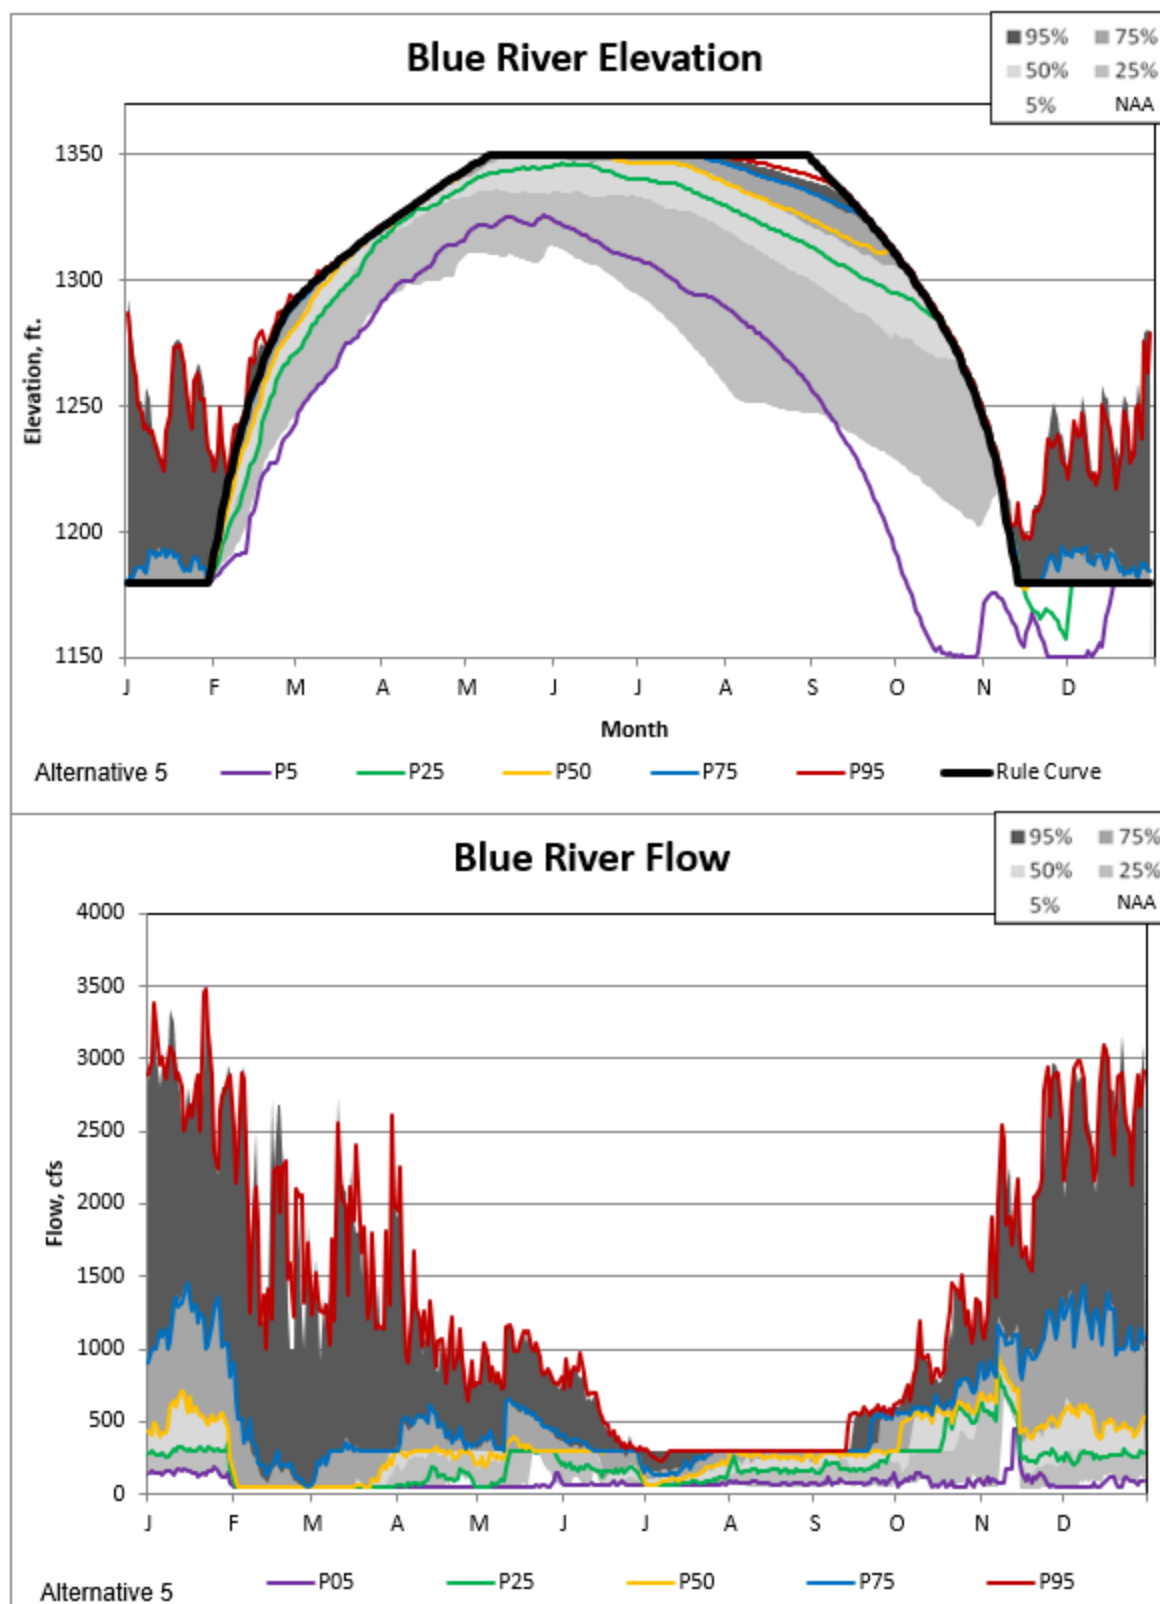 Blue River Elevation
95% 75%
50% 25%
5% NAA
1350
1300
1250
1200
1150
Elevation, ft.
J F M A M J J A S O N D
Month
Alternative 5 P5 P25 P50 P75 P95 Rule Curve
Blue River Flow
95% 75%
50% 25%
5% NAA
4000
3500
3000
2500
2000
1500
1000
500
0
Flow, cfs
J F M A M J J A S O N D
Alternative 5 P05 P25 P50 P75 P95